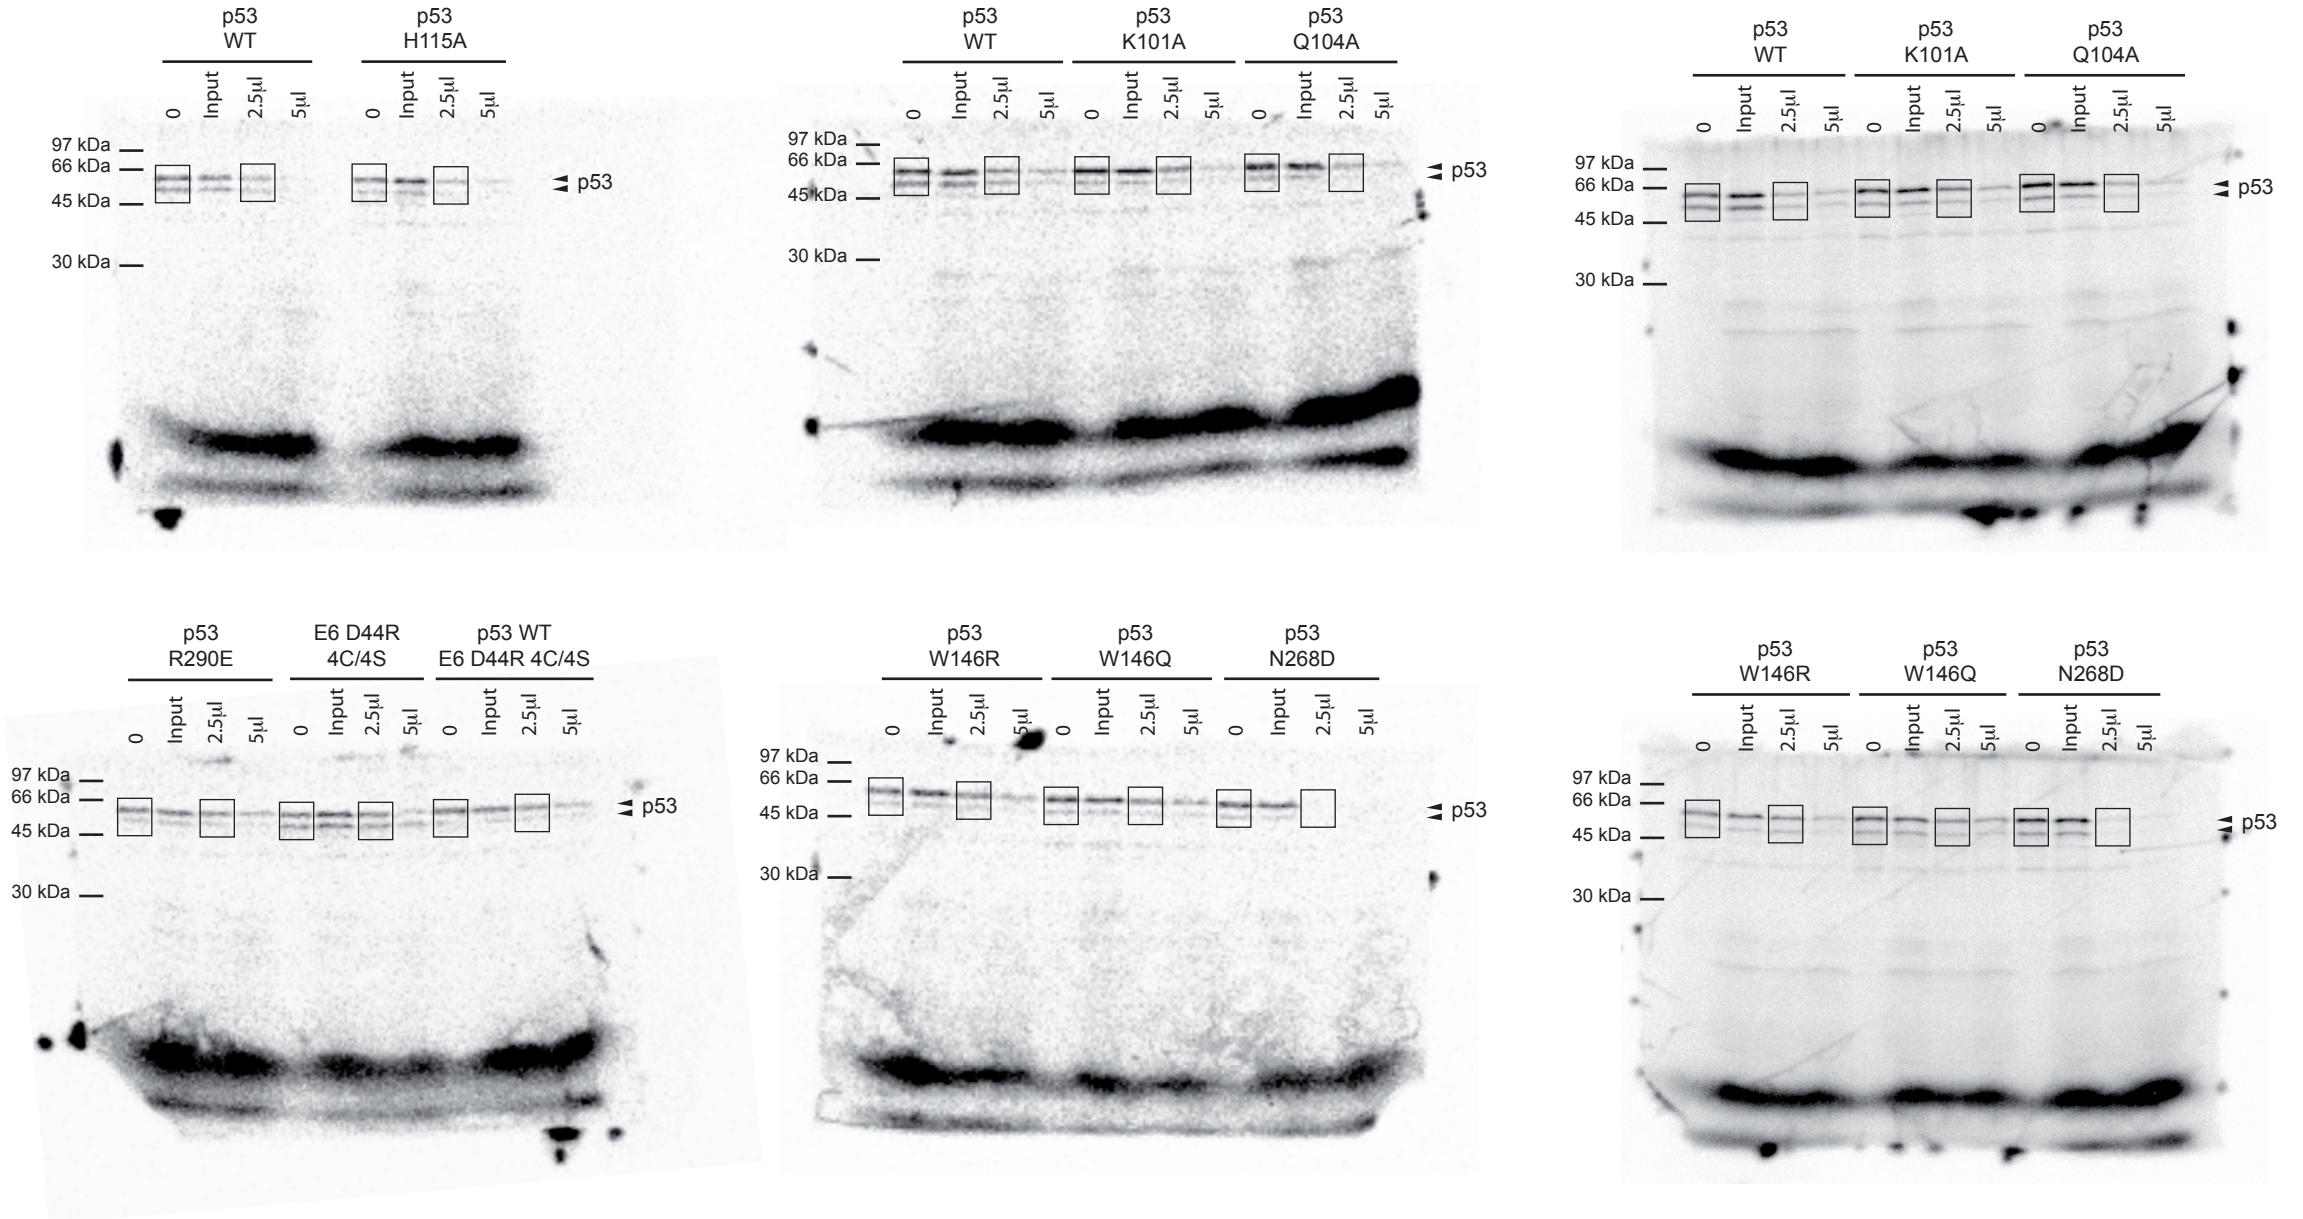 p53 WT
p53 H115A
0 Input 2.5µl 5µl 0 Input 2.5µl 5µl
97 kDa
66 kDa
45 kDa
30 kDa
p53
p53 WT
p53 K101A
p53 Q104A
0 Input 2.5µl 5µl 0 Input 2.5µl 5µl 0 Input 2.5µl 5µl
97 kDa
66 kDa
45 kDa
30 kDa
p53
p53 WT
p53 K101A
p53 Q104A
0 Input 2.5µl 5µl 0 Input 2.5µl 5µl 0 Input 2.5µl 5µl
97 kDa
66 kDa
45 kDa
30 kDa
p53
p53 R290E
E6 D44R 4C/4S
p53 WT E6 D44R 4C/4S
0 Input 2.5µl 5µl 0 Input 2.5µl 5µl 0 Input 2.5µl 5µl
97 kDa
66 kDa
45 kDa
30 kDa
p53
p53 W146R
p53 W146Q
p53 N268D
0 Input 2.5µl 5µl 0 Input 2.5µl 5µl 0 Input 2.5µl 5µl
97 kDa
66 kDa
45 kDa
30 kDa
p53
p53 W146R
p53 W146Q
p53 N268D
0 Input 2.5µl 5µl 0 Input 2.5µl 5µl 0 Input 2.5µl 5µl
97 kDa
66 kDa
45 kDa
30 kDa
p53